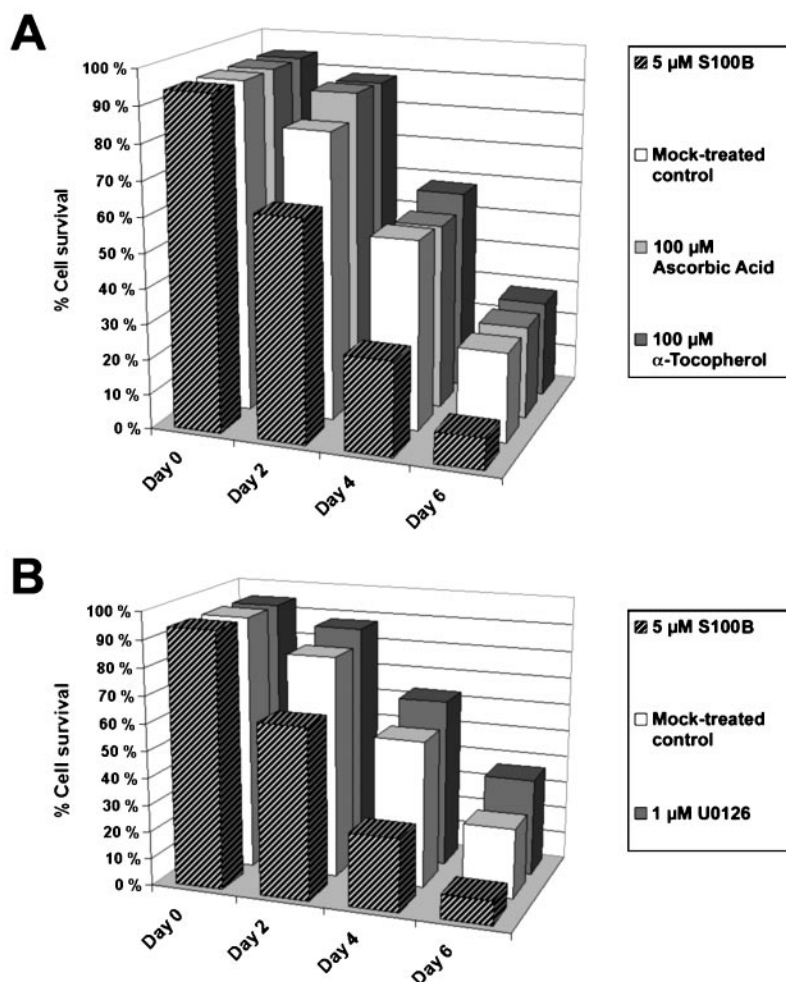 A
100 %
90 %
80 %
70 %
60 %
50 %
40 %
30 %
20 %
10 %
0 %
% Cell survival
Day 0
Day 2
Day 4
Day 6
5 µM S100B
Mock-treated
control
100 µM
Ascorbic Acid
100 µM
α-Tocopherol
B
100 %
90 %
80 %
70 %
60 %
50 %
40 %
30 %
20 %
10 %
0 %
% Cell survival
Day 0
Day 2
Day 4
Day 6
5 µM S100B
Mock-treated
control
1 µM U0126